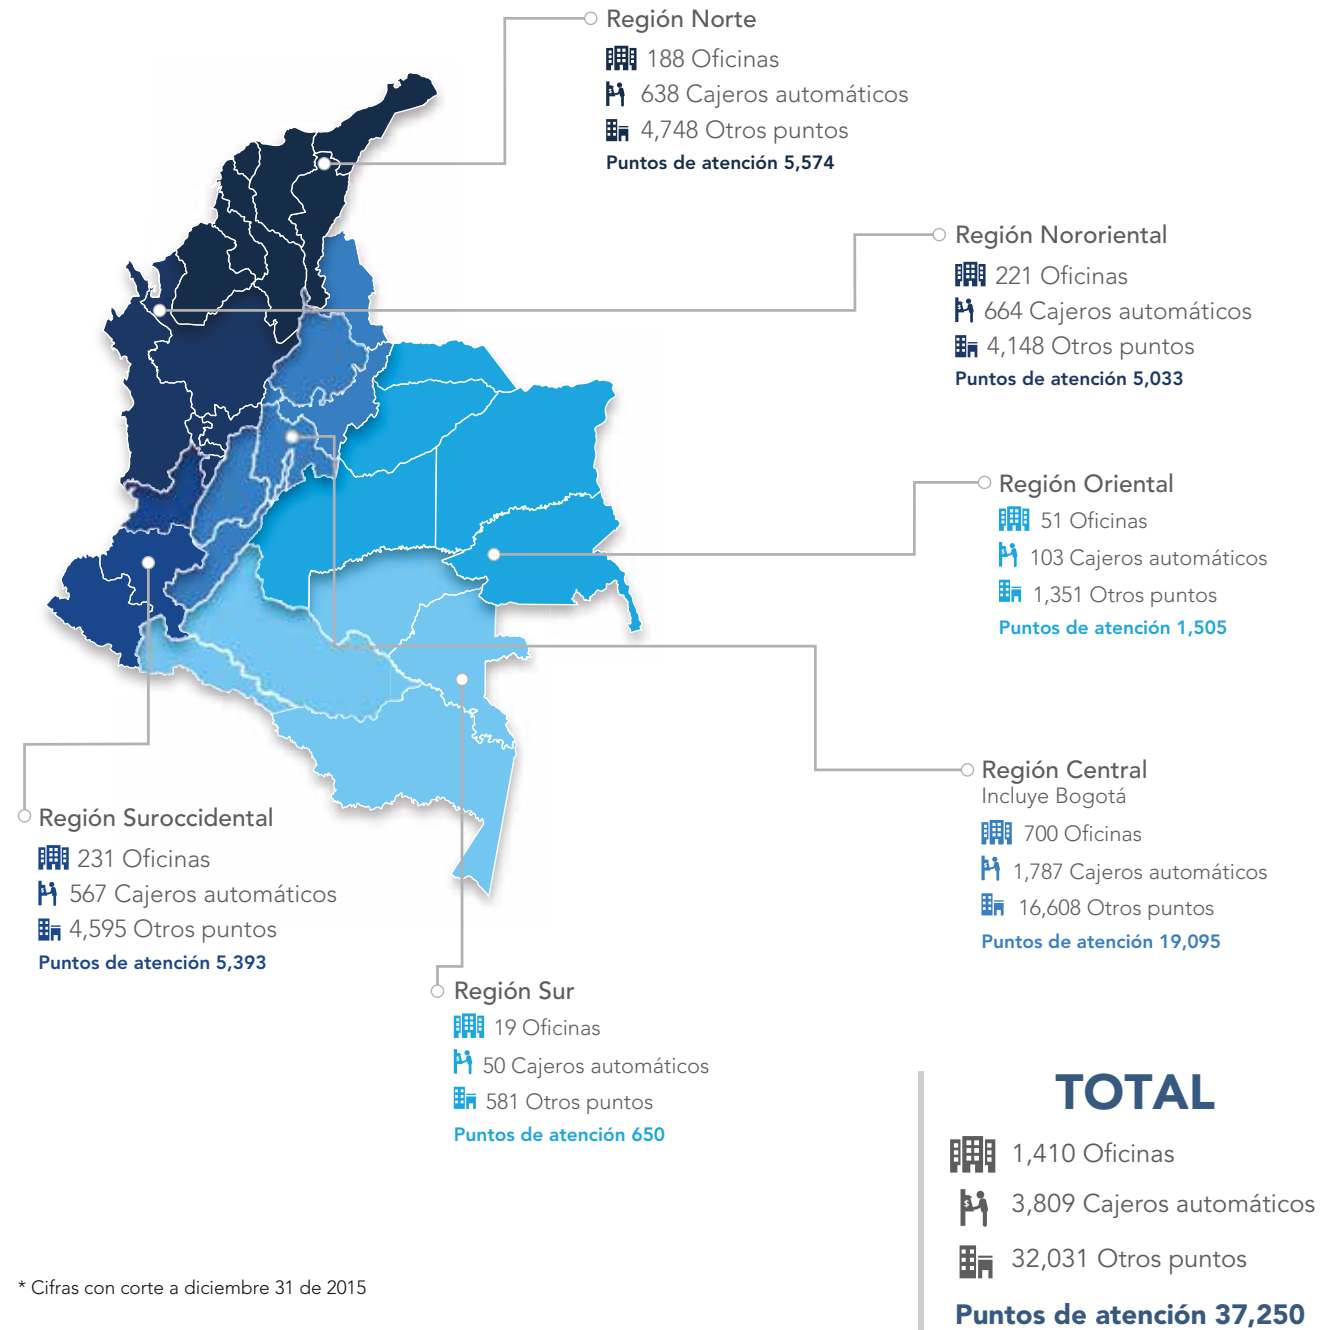 Región Norte
188 Oficinas
638 Cajeros automáticos
4,748 Otros puntos
Puntos de atención 5,574
Región Nororiental
221 Oficinas
664 Cajeros automáticos
4,148 Otros puntos
Puntos de atención 5,033
Región Oriental
51 Oficinas
103 Cajeros automáticos
1,351 Otros puntos
Puntos de atención 1,505
Región Central
Incluye Bogotá
700 Oficinas
1,787 Cajeros automáticos
16,608 Otros puntos
Puntos de atención 19,095
Región Suroccidental
231 Oficinas
567 Cajeros automáticos
4,595 Otros puntos
Puntos de atención 5,393
Región Sur
19 Oficinas
50 Cajeros automáticos
581 Otros puntos
Puntos de atención 650
TOTAL
1,410 Oficinas
3,809 Cajeros automáticos
32,031 Otros puntos
Puntos de atención 37,250
* Cifras con corte a diciembre 31 de 2015